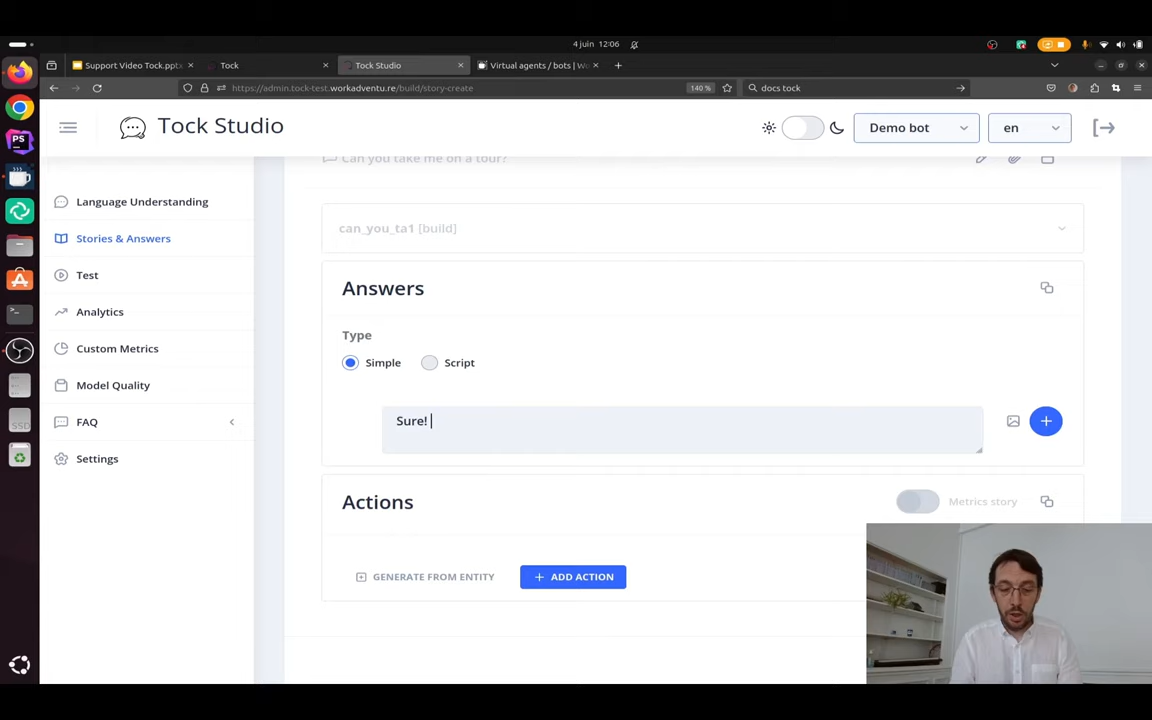 4 juin 12:06
Support Video Tock.pptx
Tock
Tock Studio
Virtual agents / bots | Wo
https://admin.tock-test.workadventu.re/build/story-create
140 %
docs tock
Tock Studio
Demo bot
en
Can you take me on a tour?
Language Understanding
Stories & Answers
Test
Analytics
Custom Metrics
Model Quality
FAQ
Settings
can_you_ta1 [build]
Answers
Type
Simple
Script
Sure!
Actions
Metrics story
GENERATE FROM ENTITY
ADD ACTION
PS
SSD